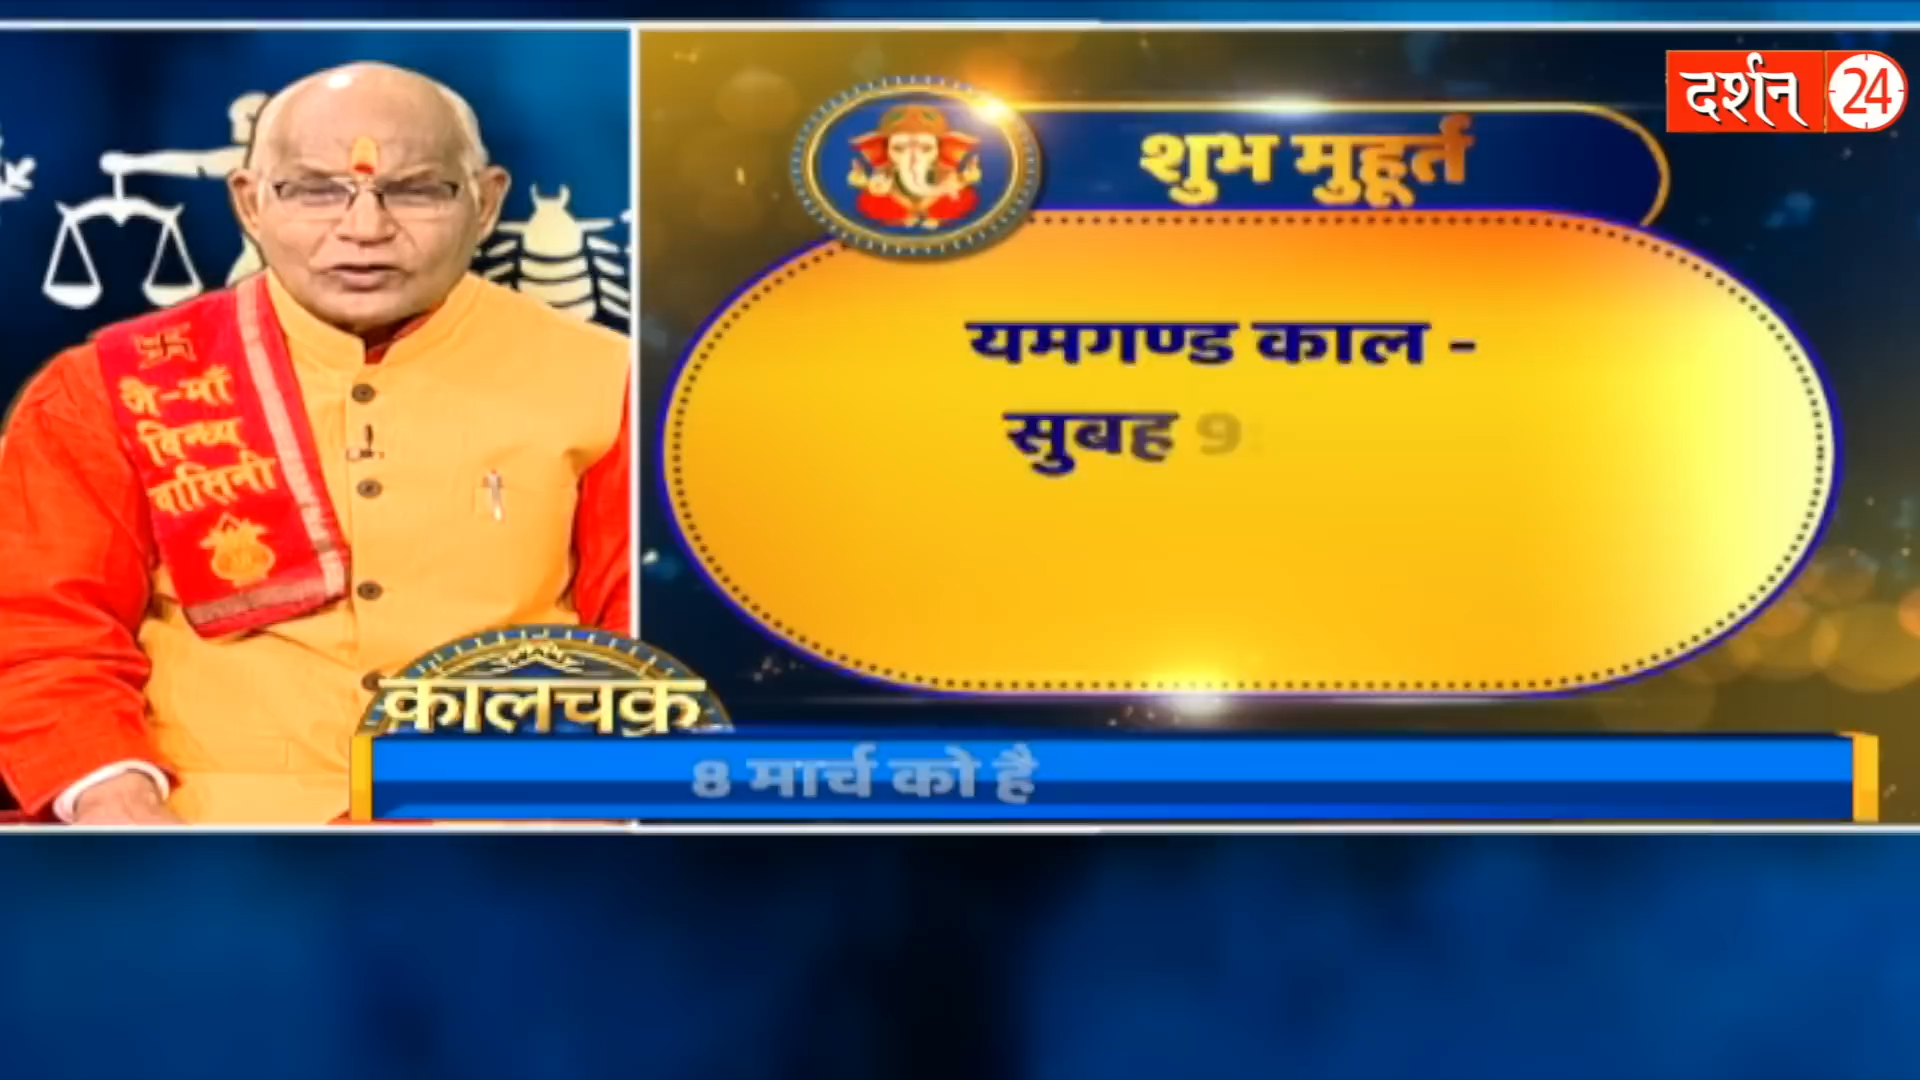 दर्शन 24
शुभ मुहूर्त
यमगण्ड काल -
सुबह 9:
जै-माँ
विन्ध्य
वासिनी
कालचक्र
8 मार्च को है